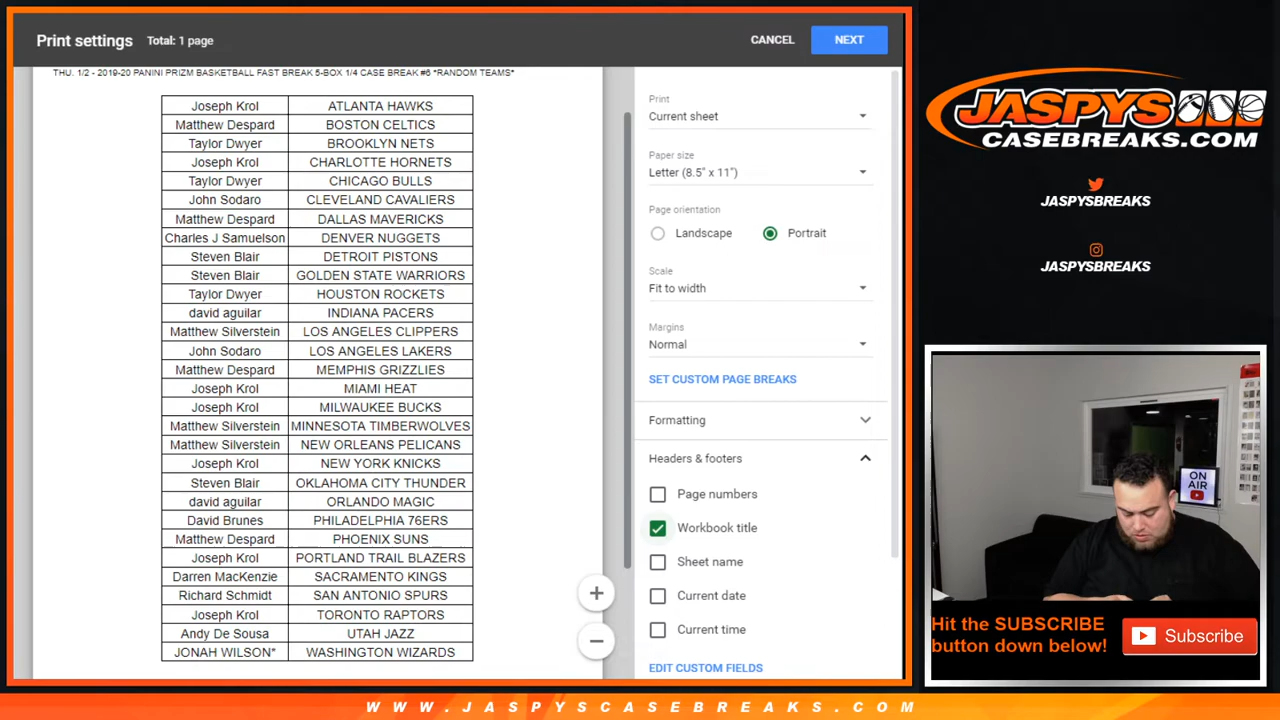 Print settings Total: 1 page CANCEL NEXT
THU. 1/2 - 2019-20 PANINI PRIZM BASKETBALL FAST BREAK 5-BOX 1/4 CASE BREAK #6 *RANDOM TEAMS*
Joseph Krol ATLANTA HAWKS
Matthew Despard BOSTON CELTICS
Taylor Dwyer BROOKLYN NETS
Joseph Krol CHARLOTTE HORNETS
Taylor Dwyer CHICAGO BULLS
John Sodaro CLEVELAND CAVALIERS
Matthew Despard DALLAS MAVERICKS
Charles J Samuelson DENVER NUGGETS
Steven Blair DETROIT PISTONS
Steven Blair GOLDEN STATE WARRIORS
Taylor Dwyer HOUSTON ROCKETS
david aguilar INDIANA PACERS
Matthew Silverstein LOS ANGELES CLIPPERS
John Sodaro LOS ANGELES LAKERS
Matthew Despard MEMPHIS GRIZZLIES
Joseph Krol MIAMI HEAT
Joseph Krol MILWAUKEE BUCKS
Matthew Silverstein MINNESOTA TIMBERWOLVES
Matthew Silverstein NEW ORLEANS PELICANS
Joseph Krol NEW YORK KNICKS
Steven Blair OKLAHOMA CITY THUNDER
david aguilar ORLANDO MAGIC
David Brunes PHILADELPHIA 76ERS
Matthew Despard PHOENIX SUNS
Joseph Krol PORTLAND TRAIL BLAZERS
Darren MacKenzie SACRAMENTO KINGS
Richard Schmidt SAN ANTONIO SPURS
Joseph Krol TORONTO RAPTORS
Andy De Sousa UTAH JAZZ
JONAH WILSON* WASHINGTON WIZARDS
Print
Current sheet
Paper size
Letter (8.5" x 11")
Page orientation
Landscape Portrait
Scale
Fit to width
Margins
Normal
SET CUSTOM PAGE BREAKS
Formatting
Headers & footers
Page numbers
Workbook title
Sheet name
Current date
Current time
EDIT CUSTOM FIELDS
JASPYS
CASEBREAKS.COM
JASPYSBREAKS
JASPYSBREAKS
ON
AIR
Hit the SUBSCRIBE
button down below!
Subscribe
WWW.JASPYSCASEBREAKS.COM